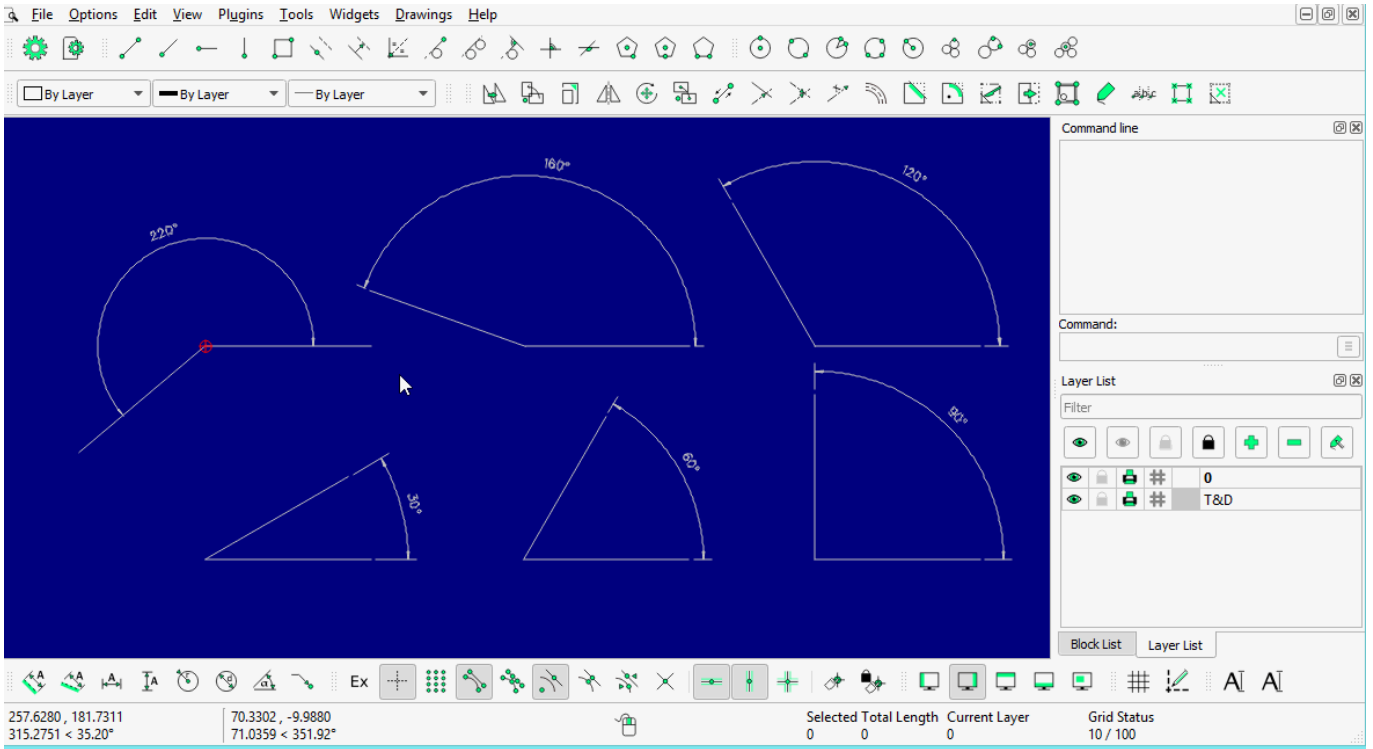 File Options Edit View Plugins Tools Widgets Drawings Help
By Layer By Layer By Layer
Command line
160°
120°
220°
Command:
Layer List
Filter
90°
60°
30°
0
T&D
Block List Layer List
Ex
257.6280 , 181.7311 70.3302 , -9.9880 Selected Total Length Current Layer Grid Status
315.2751 < 35.20° 71.0359 < 351.92° 0 0 0 10 / 100